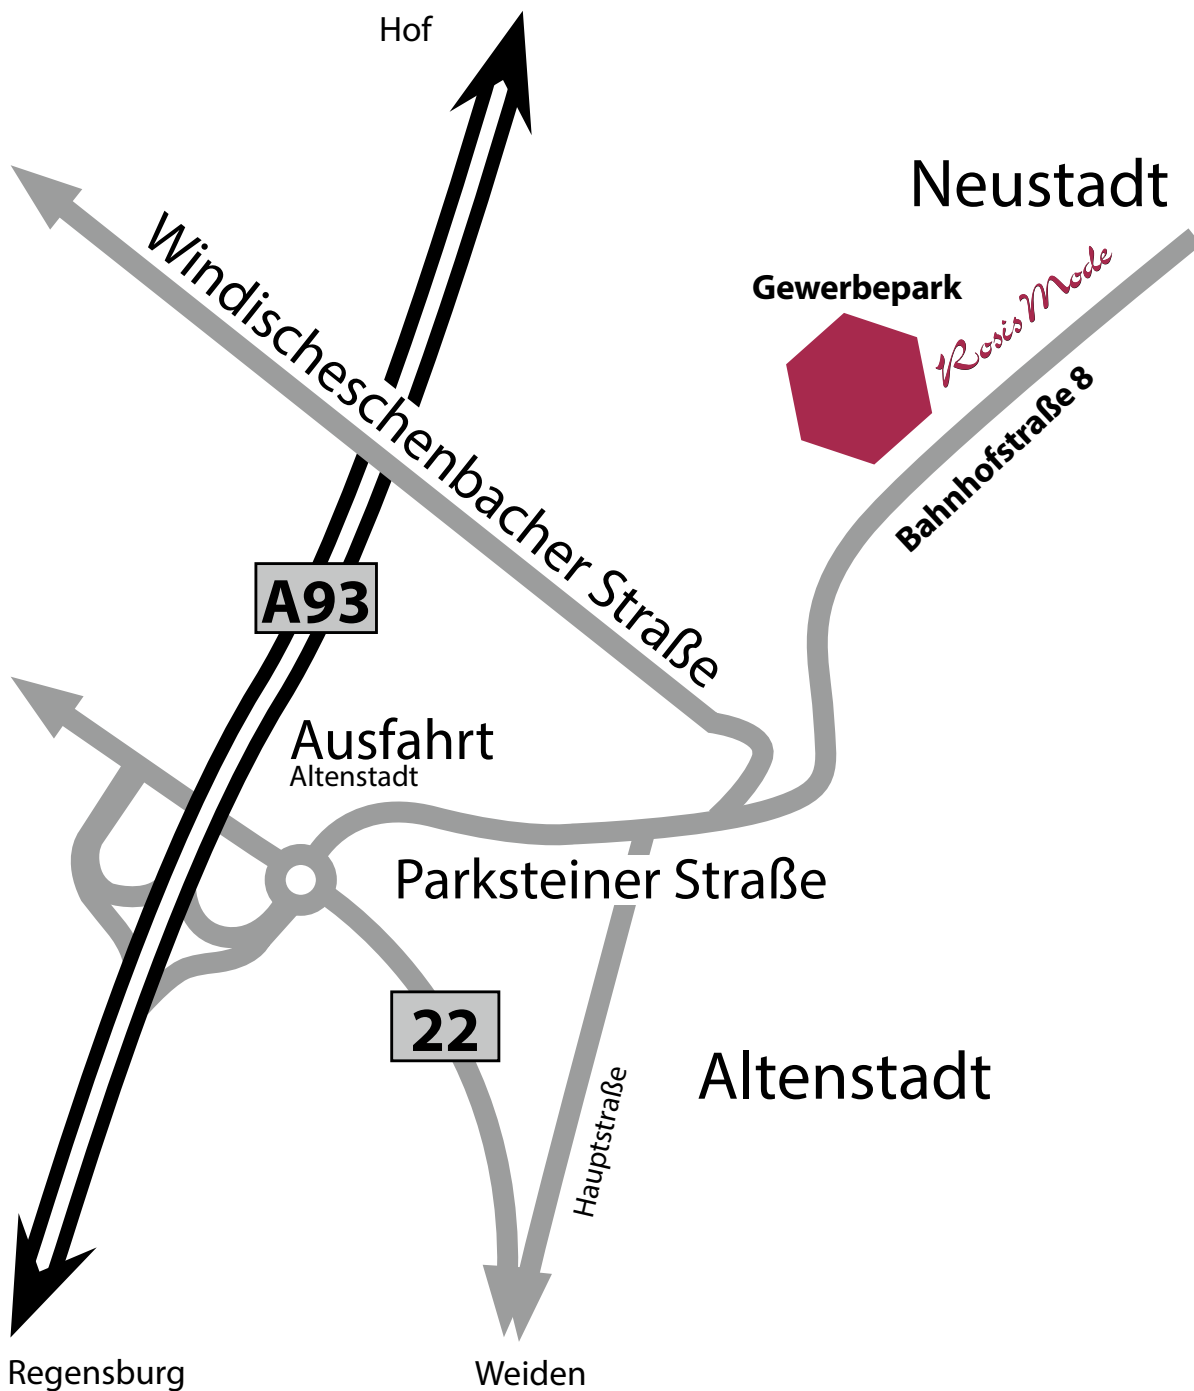 Hof
Neustadt
Windischeschenbacher Straße
Gewerbepark
Rosis Mode
Bahnhofstraße 8
A93
Ausfahrt
Altenstadt
Parksteiner Straße
22
Altenstadt
Hauptstraße
Regensburg
Weiden